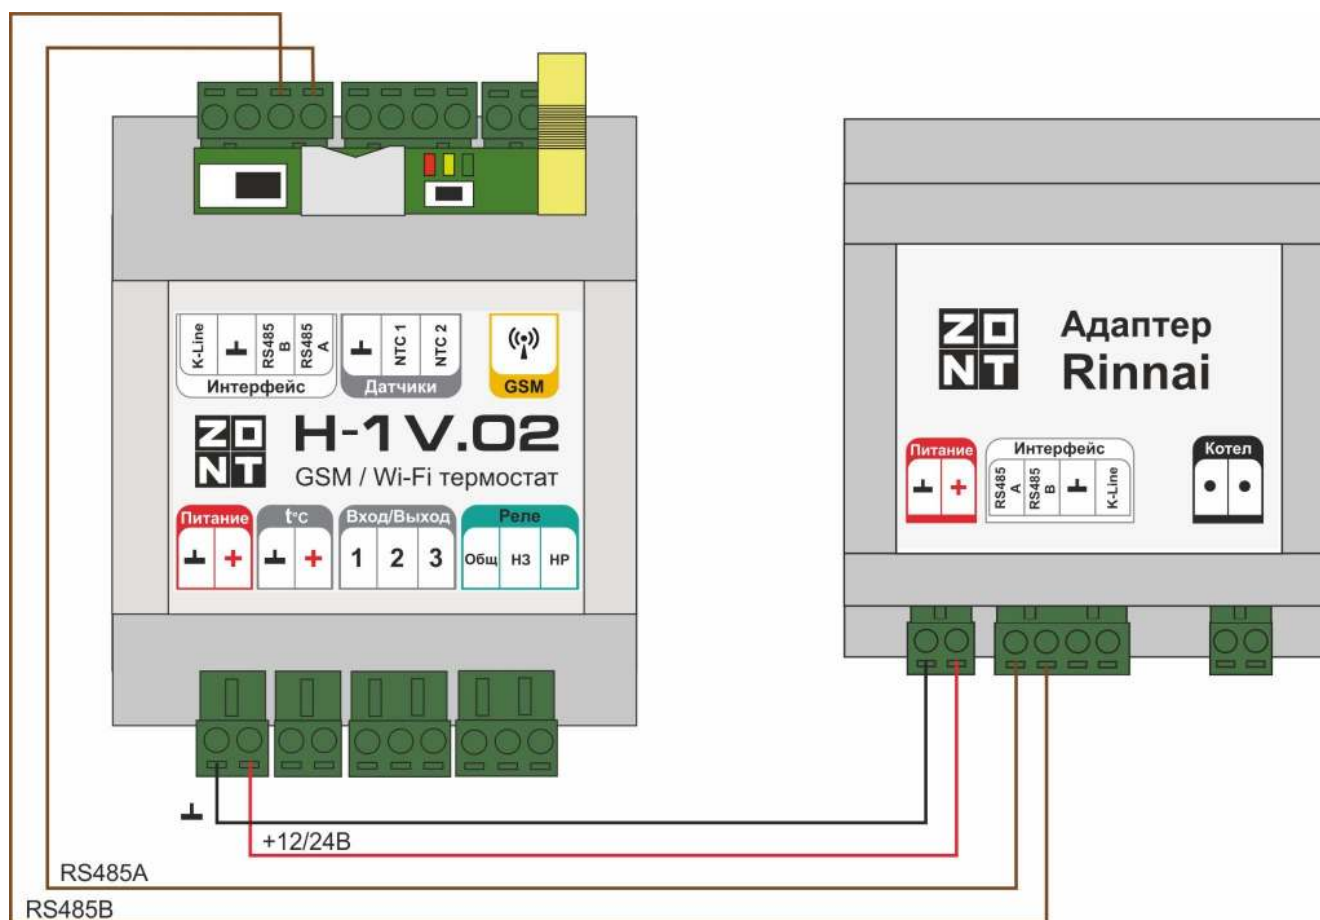 K-Line
RS485 B
RS485 A
Интерфейс
NTC 1
NTC 2
Датчики
GSM
ZONT
H-1V.02
GSM / Wi-Fi термостат
Питание
+
t°C
+
Вход/Выход
1 2 3
Реле
Общ НЗ НР
ZONT
Адаптер
Rinnai
Питание
+
Интерфейс
RS485 A
RS485 B
K-Line
Котел
+12/24В
RS485A
RS485B